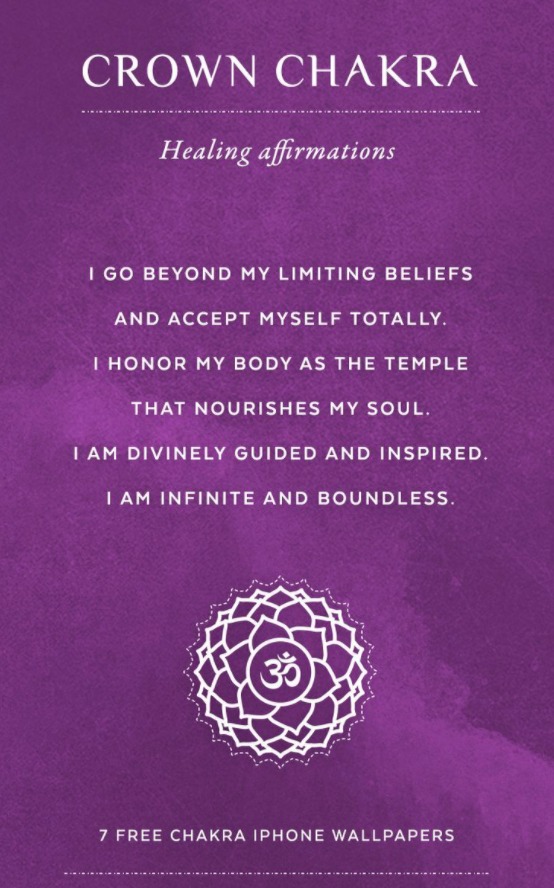 CROWN CHAKRA
Healing affirmations
I GO BEYOND MY LIMITING BELIEFS
AND ACCEPT MYSELF TOTALLY.
I HONOR MY BODY AS THE TEMPLE
THAT NOURISHES MY SOUL.
I AM DIVINELY GUIDED AND INSPIRED.
I AM INFINITE AND BOUNDLESS.
ॐ
7 FREE CHAKRA IPHONE WALLPAPERS